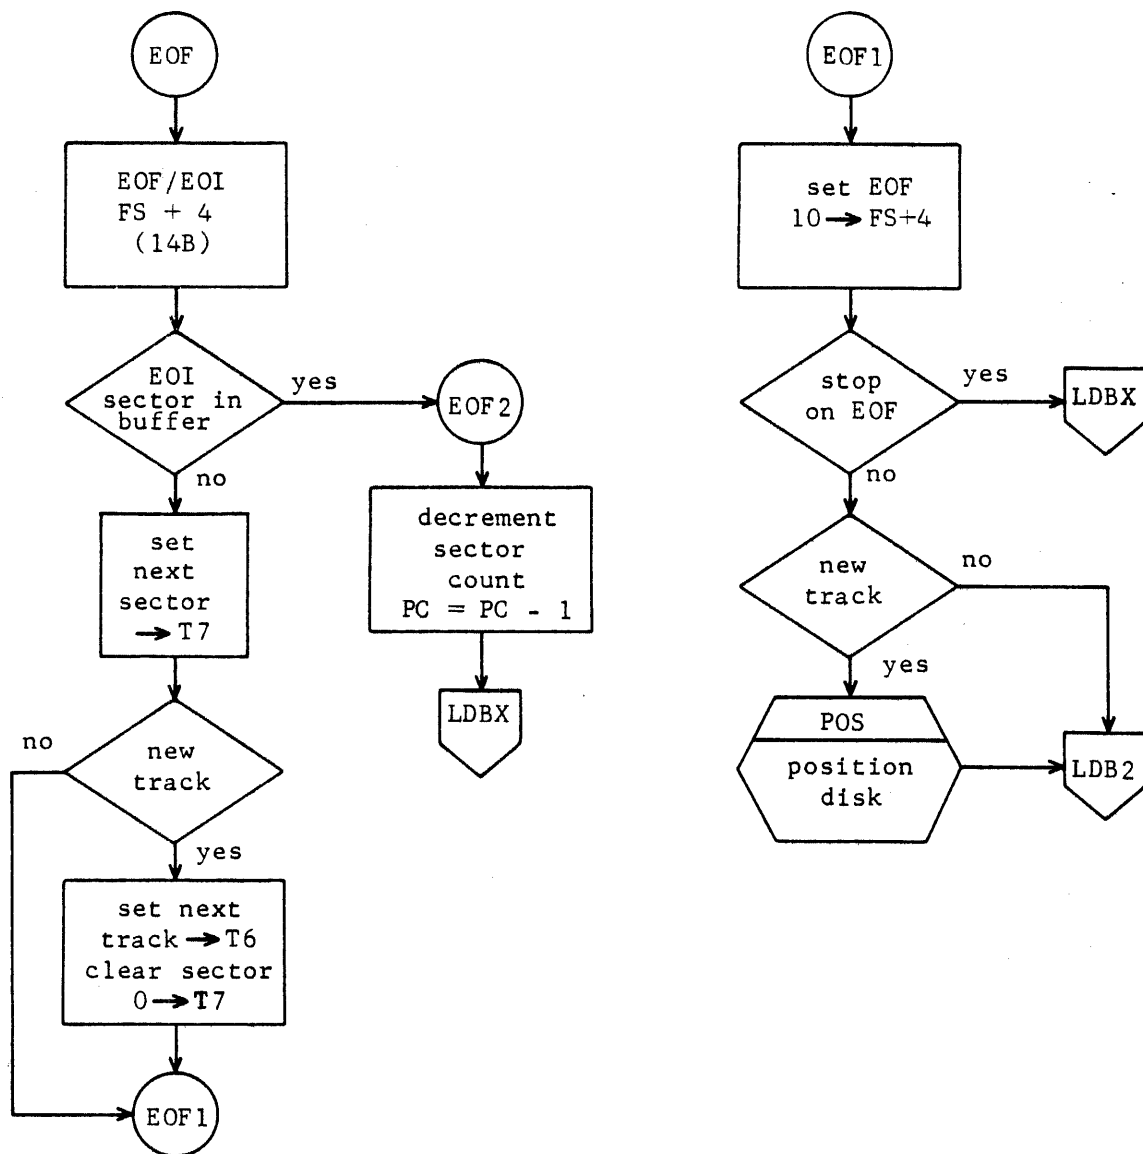 EOF
EOF/EOI
FS + 4
(14B)
EOI
sector in
buffer
yes
no
EOF2
decrement
sector
count
PC = PC - 1
LDBX
set
next
sector
→ T7
no
new
track
yes
set next
track → T6
clear sector
0 → T7
EOF1
EOF1
set EOF
10 → FS+4
stop
on EOF
yes
LDBX
no
new
track
no
yes
POS
position
disk
LDB2